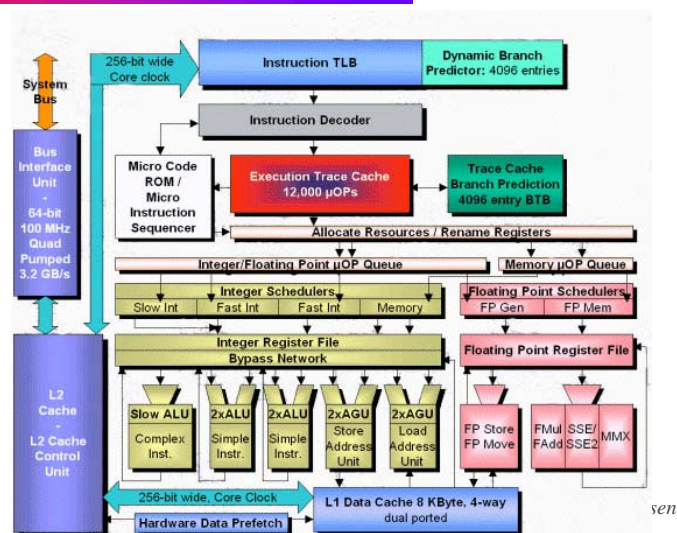 256-bit wide
Core clock
System
Bus
Instruction TLB
Dynamic Branch
Predictor: 4096 entries
Instruction Decoder
Bus
Interface
Unit
-
64-bit
100 MHz
Quad
Pumped
3.2 GB/s
Micro Code
ROM /
Micro
Instruction
Sequencer
Execution Trace Cache
12,000 µOPs
Trace Cache
Branch Prediction
4096 entry BTB
Allocate Resources / Rename Registers
Integer/Floating Point µOP Queue
Memory µOP Queue
Integer Schedulers
Slow Int
Fast Int
Fast Int
Memory
Floating Point Schedulers
FP Gen
FP Mem
Integer Register File
Bypass Network
Floating Point Register File
L2
Cache
-
L2 Cache
Control
Unit
Slow ALU
Complex
Inst.
2xALU
Simple
Instr.
2xALU
Simple
Instr.
2xAGU
Store
Address
Unit
2xAGU
Load
Address
Unit
FP Store
FP Move
FMul
FAdd
SSE/
SSE2
MMX
256-bit wide, Core Clock
L1 Data Cache 8 KByte, 4-way
dual ported
Hardware Data Prefetch
sen